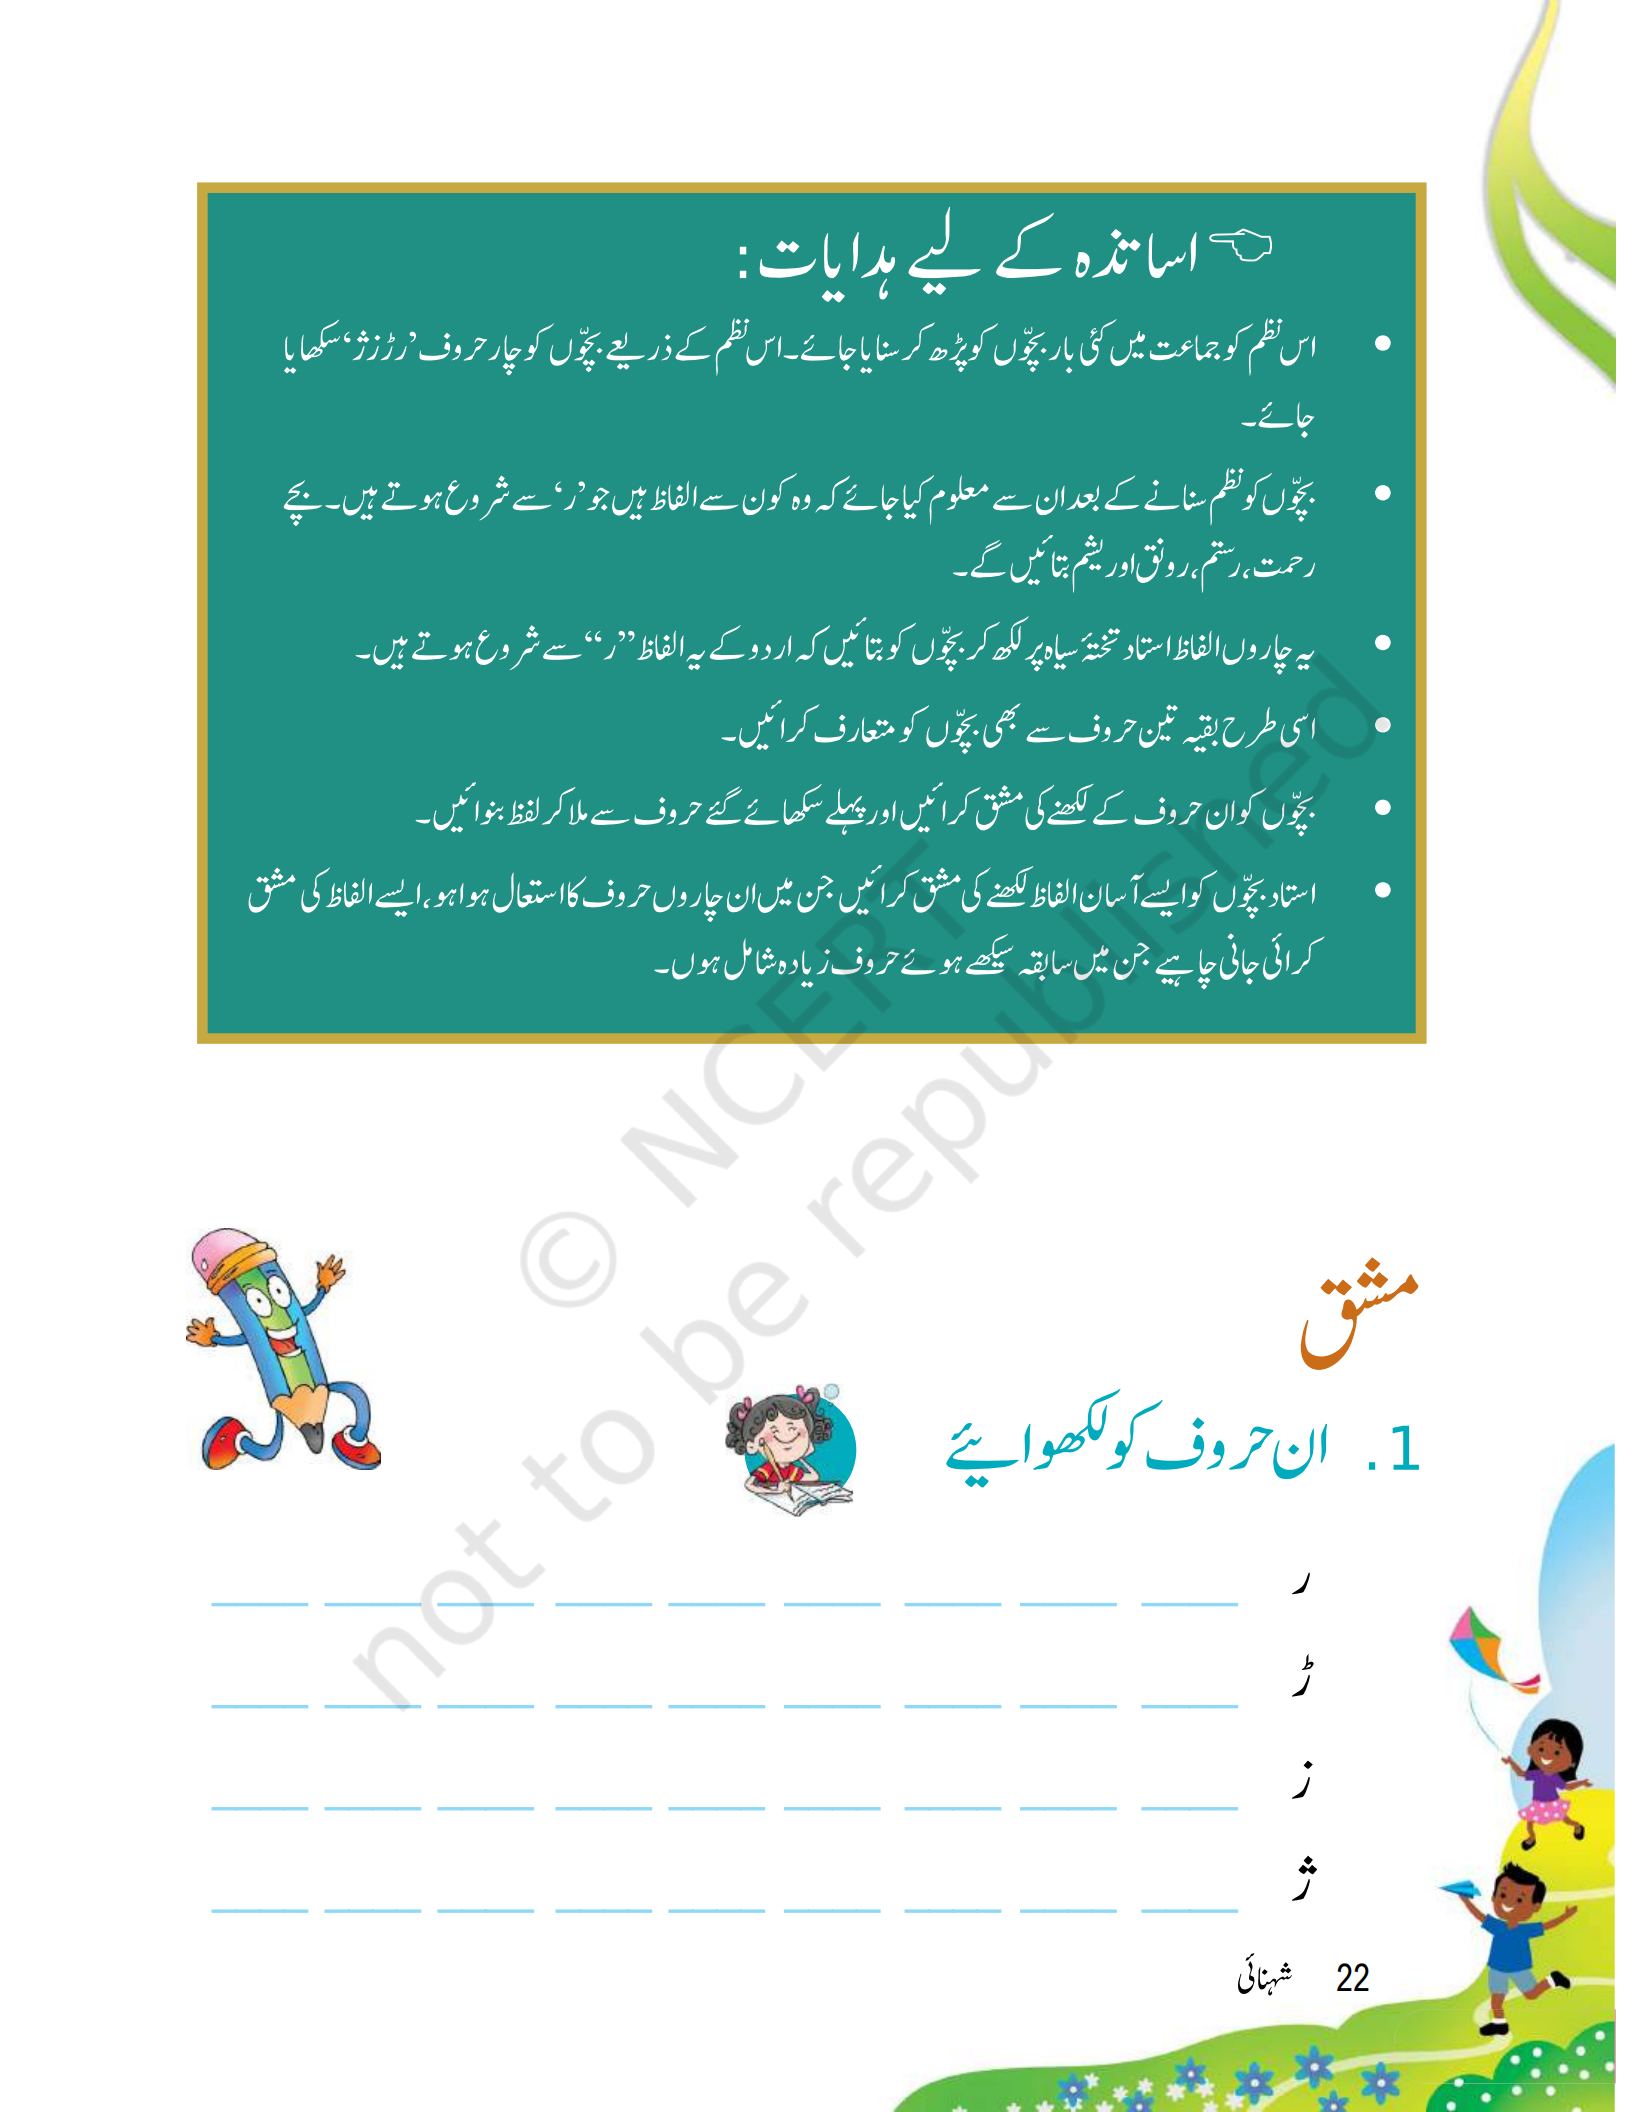 اساتذہ کے لیے ہدایات:
• اس نظم کو جماعت میں کئی بار بچّوں کو پڑھ کر سنایا جائے۔ اس نظم کے ذریعے بچّوں کو چار حروف ’ر ڑ ز ژ‘ سکھایا
جائے۔
• بچّوں کو نظم سنانے کے بعد ان سے معلوم کیا جائے کہ وہ کون سے الفاظ ہیں جو ’ر‘ سے شروع ہوتے ہیں۔ بچے
رحمت، رستم، رونق اور یشم بتائیں گے۔
• یہ چاروں الفاظ استاد تختۂ سیاہ پر لکھ کر بچّوں کو بتائیں کہ اردو کے یہ الفاظ ”ر“ سے شروع ہوتے ہیں۔
• اسی طرح بقیہ تین حروف سے بھی بچّوں کو متعارف کرائیں۔
• بچّوں کو ان حروف کے لکھنے کی مشق کرائیں اور پہلے سکھائے گئے حروف سے ملا کر لفظ بنوائیں۔
• استاد بچّوں کو ایسے آسان الفاظ لکھنے کی مشق کرائیں جن میں ان چاروں حروف کا استعمال ہوا ہو، ایسے الفاظ کی مشق
کرائی جانی چاہیے جن میں سابقہ سیکھے ہوئے حروف زیادہ شامل ہوں۔
© NCERT
not to be republished
مشق
1. ان حروف کو لکھوایئے
ر
ڑ
ز
ژ
22 شہنائی